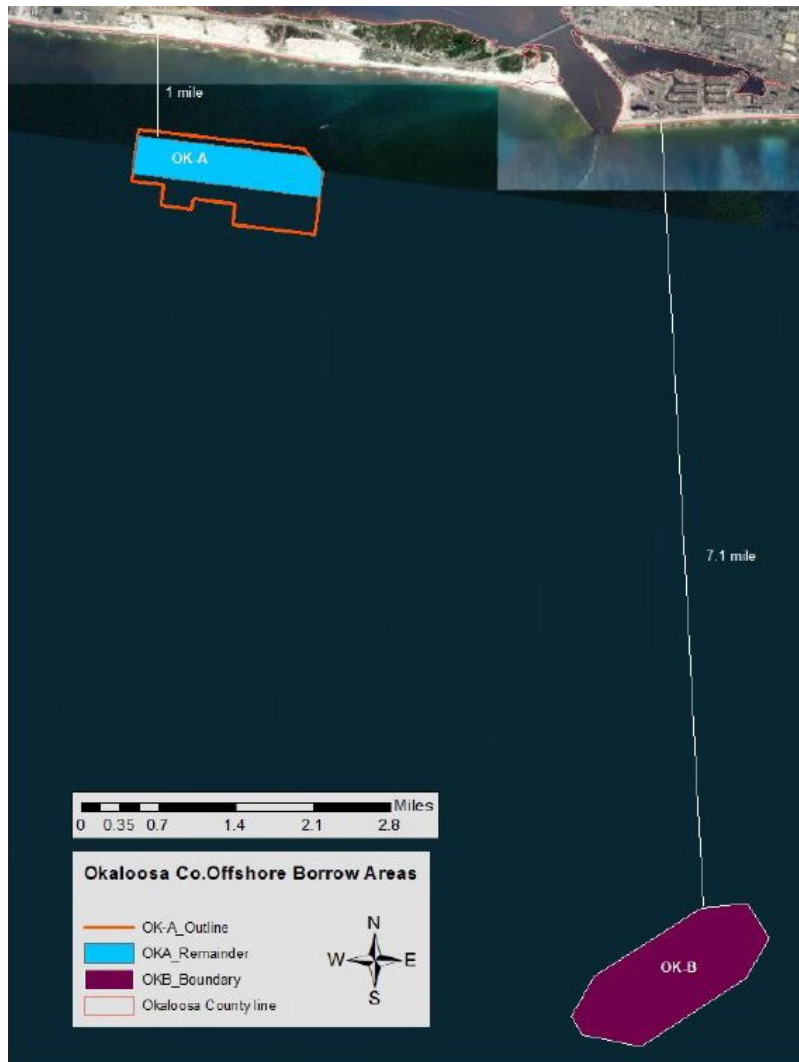 1 mile
OK-A
7.1 mile
Miles
0 0.35 0.7 1.4 2.1 2.8
Okaloosa Co.Offshore Borrow Areas
OK-A_Outline
OKA_Remainder
OKB_Boundary
Okaloosa County line
N
W E
S
OK-B